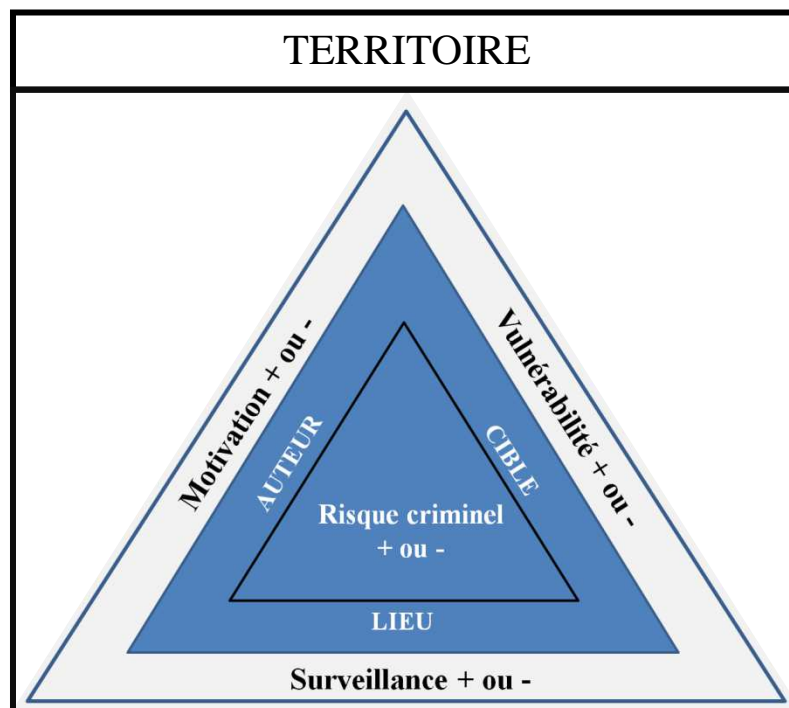 TERRITOIRE
Motivation + ou -
Vulnérabilité + ou -
AUTEUR
CIBLE
Risque criminel
+ ou -
LIEU
Surveillance + ou -